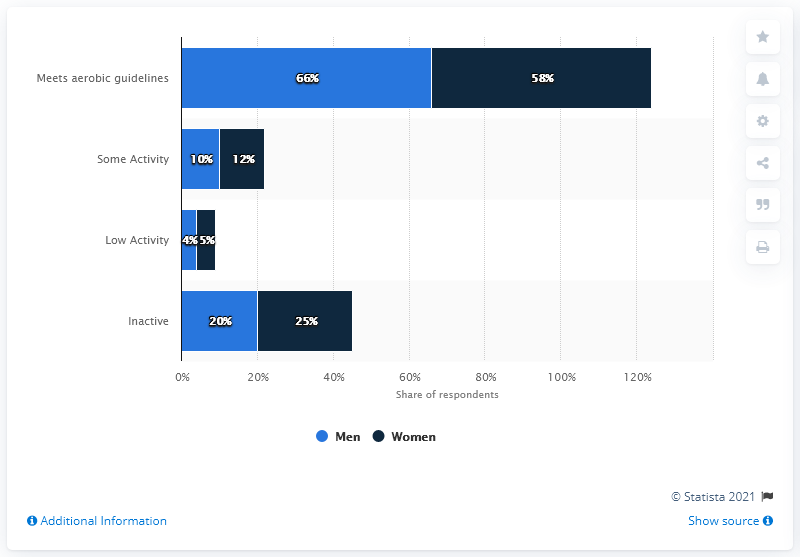 Meets aerobic guidelines
66% 58%
Some Activity
10% 12%
Low Activity
4% 5%
Inactive
20% 25%
0% 20% 40% 60% 80% 100% 120%
Share of respondents
Men Women
© Statista 2021
Additional Information
Show source